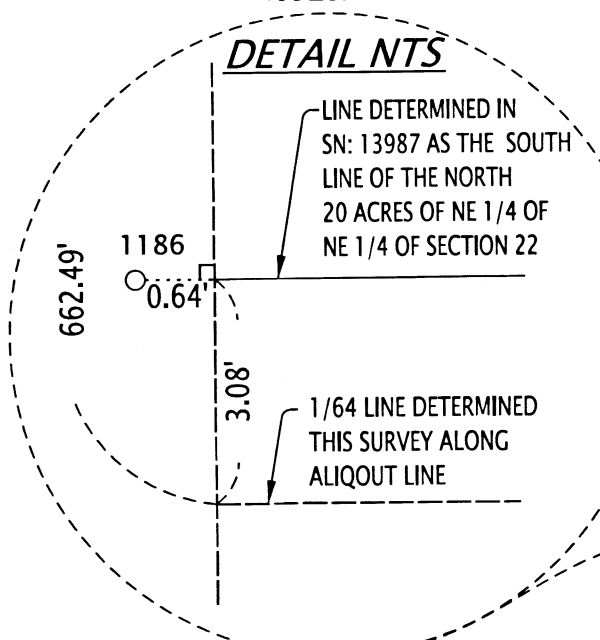 DETAIL NTS
LINE DETERMINED IN
SN: 13987 AS THE SOUTH
LINE OF THE NORTH
20 ACRES OF NE 1/4 OF
NE 1/4 OF SECTION 22
1186
0.64'
662.49'
3.08'
1/64 LINE DETERMINED
THIS SURVEY ALONG
ALIQOUT LINE